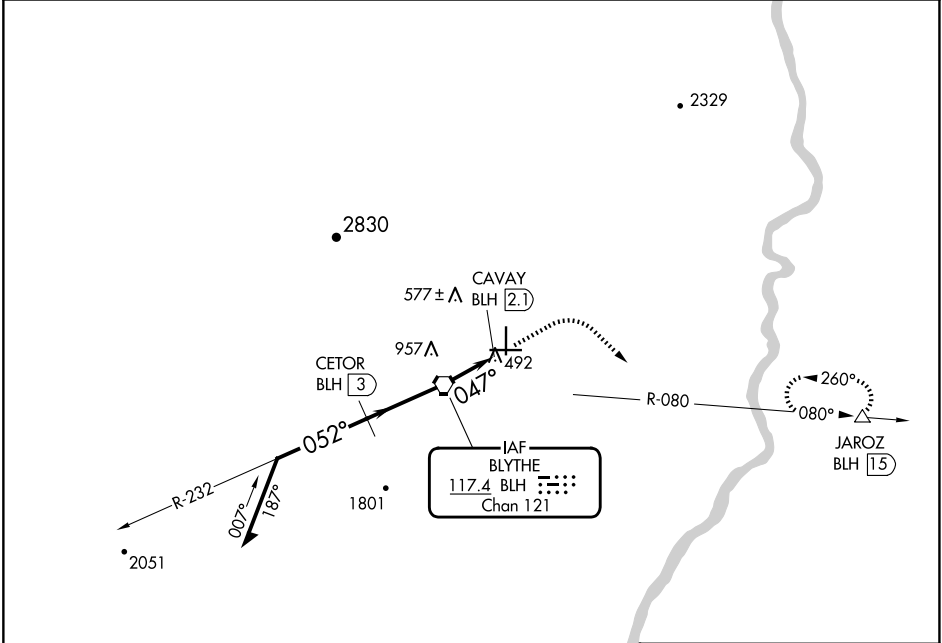 2329
2830
CAVAY
BLH 2.1
577 ±
957
492
CETOR
BLH 3
047°
052°
260°
R-080
080°
JAROZ
BLH 15
IAF
BLYTHE
117.4 BLH
Chan 121
1801
R-232
007°
187°
2051